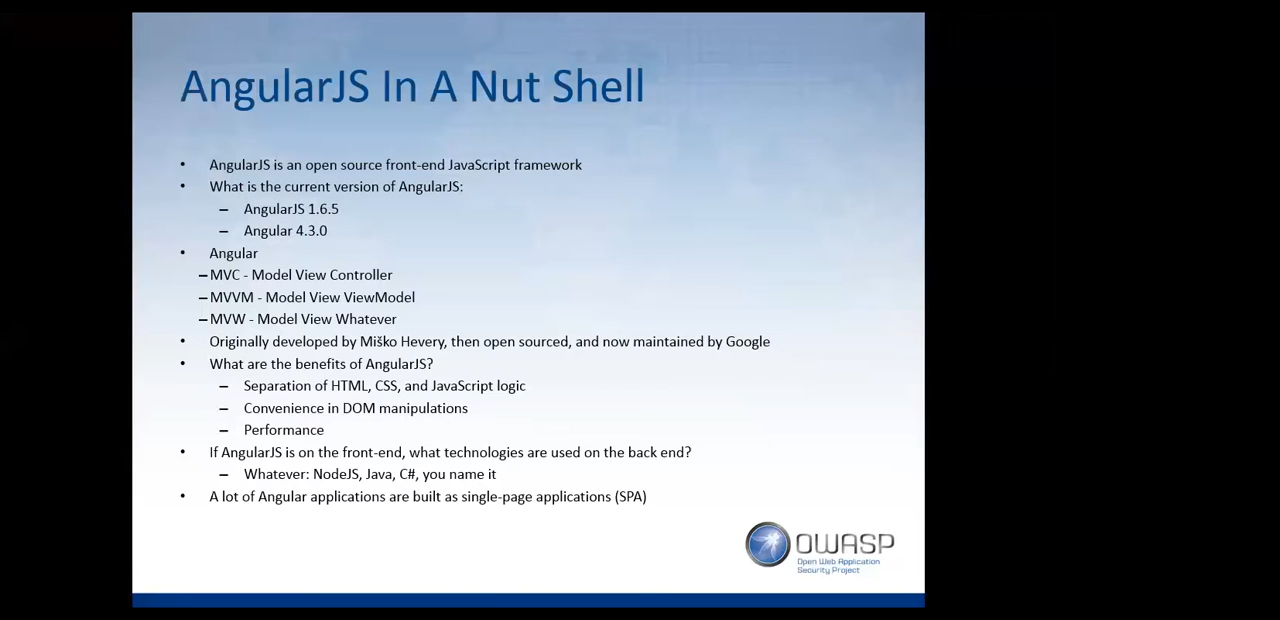 AngularJS In A Nut Shell
• AngularJS is an open source front-end JavaScript framework
• What is the current version of AngularJS:
– AngularJS 1.6.5
– Angular 4.3.0
• Angular
– MVC - Model View Controller
– MVVM - Model View ViewModel
– MVW - Model View Whatever
• Originally developed by Miško Hevery, then open sourced, and now maintained by Google
• What are the benefits of AngularJS?
– Separation of HTML, CSS, and JavaScript logic
– Convenience in DOM manipulations
– Performance
• If AngularJS is on the front-end, what technologies are used on the back end?
– Whatever: NodeJS, Java, C#, you name it
• A lot of Angular applications are built as single-page applications (SPA)
OWASP
Open Web Application
Security Project